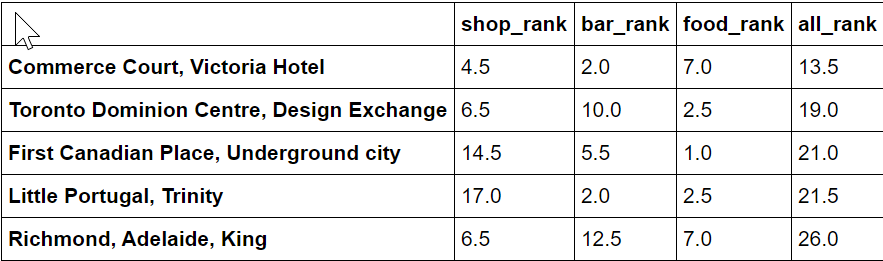 shop_rank bar_rank food_rank all_rank
Commerce Court, Victoria Hotel 4.5 2.0 7.0 13.5
Toronto Dominion Centre, Design Exchange 6.5 10.0 2.5 19.0
First Canadian Place, Underground city 14.5 5.5 1.0 21.0
Little Portugal, Trinity 17.0 2.0 2.5 21.5
Richmond, Adelaide, King 6.5 12.5 7.0 26.0